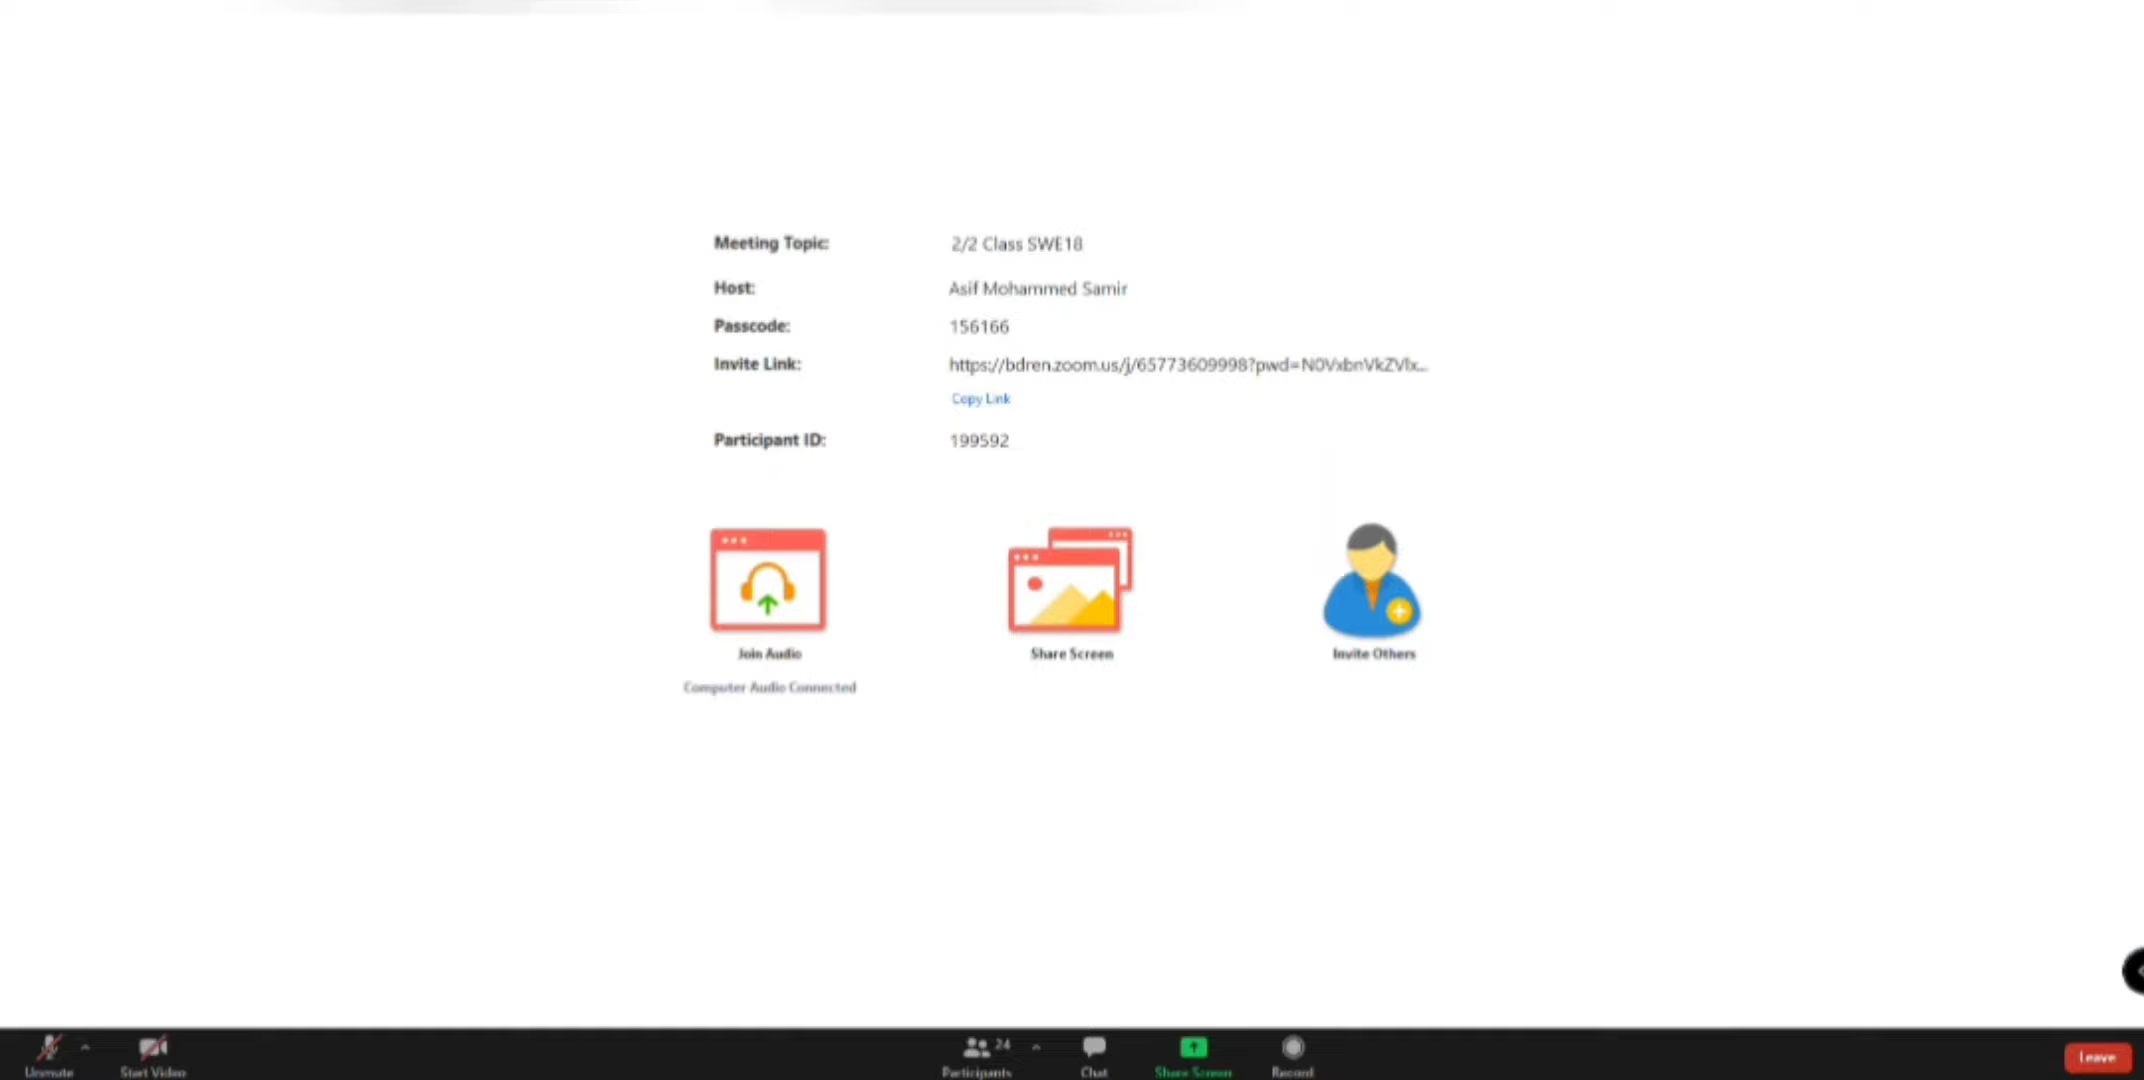 Meeting Topic: 2/2 Class SWE18
Host: Asif Mohammed Samir
Passcode: 156166
Invite Link: https://bdren.zoom.us/j/65773609998?pwd=N0VxbnVkZVlx...
Copy Link
Participant ID: 199592
Join Audio Share Screen Invite Others
Computer Audio Connected
24
Unmute Start Video Participants Chat Share Screen Record Leave